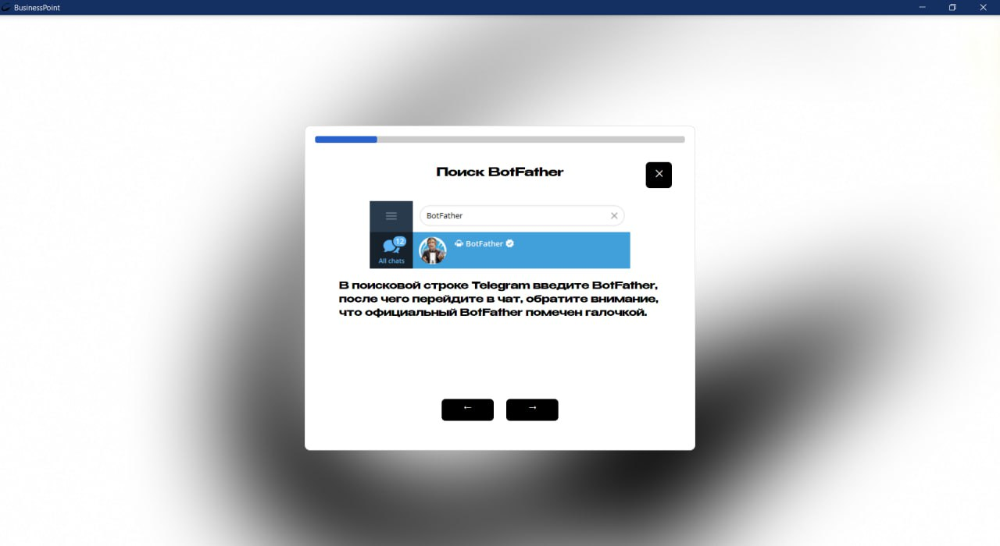 BusinessPoint
Поиск BotFather
BotFather
12
BotFather
All chats
В поисковой строке Telegram введите BotFather,
после чего перейдите в чат, обратите внимание,
что официальный BotFather помечен галочкой.
←
→